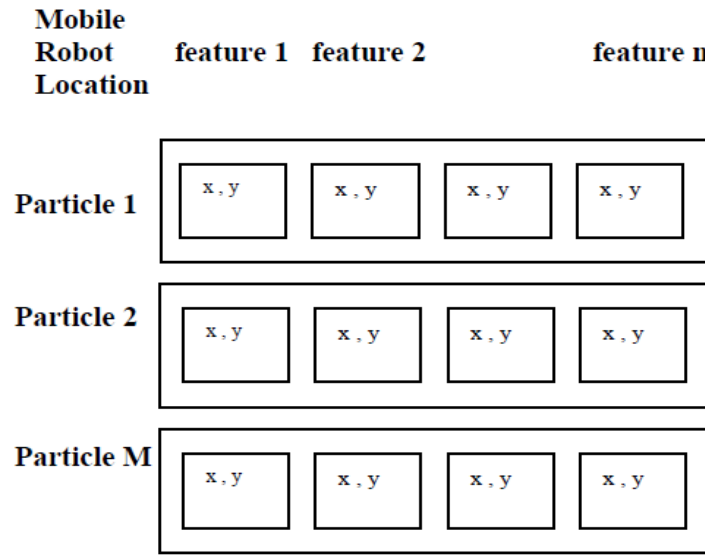 Mobile
Robot feature 1 feature 2 feature n
Location
Particle 1 x , y x , y x , y x , y
Particle 2 x , y x , y x , y x , y
Particle M x , y x , y x , y x , y